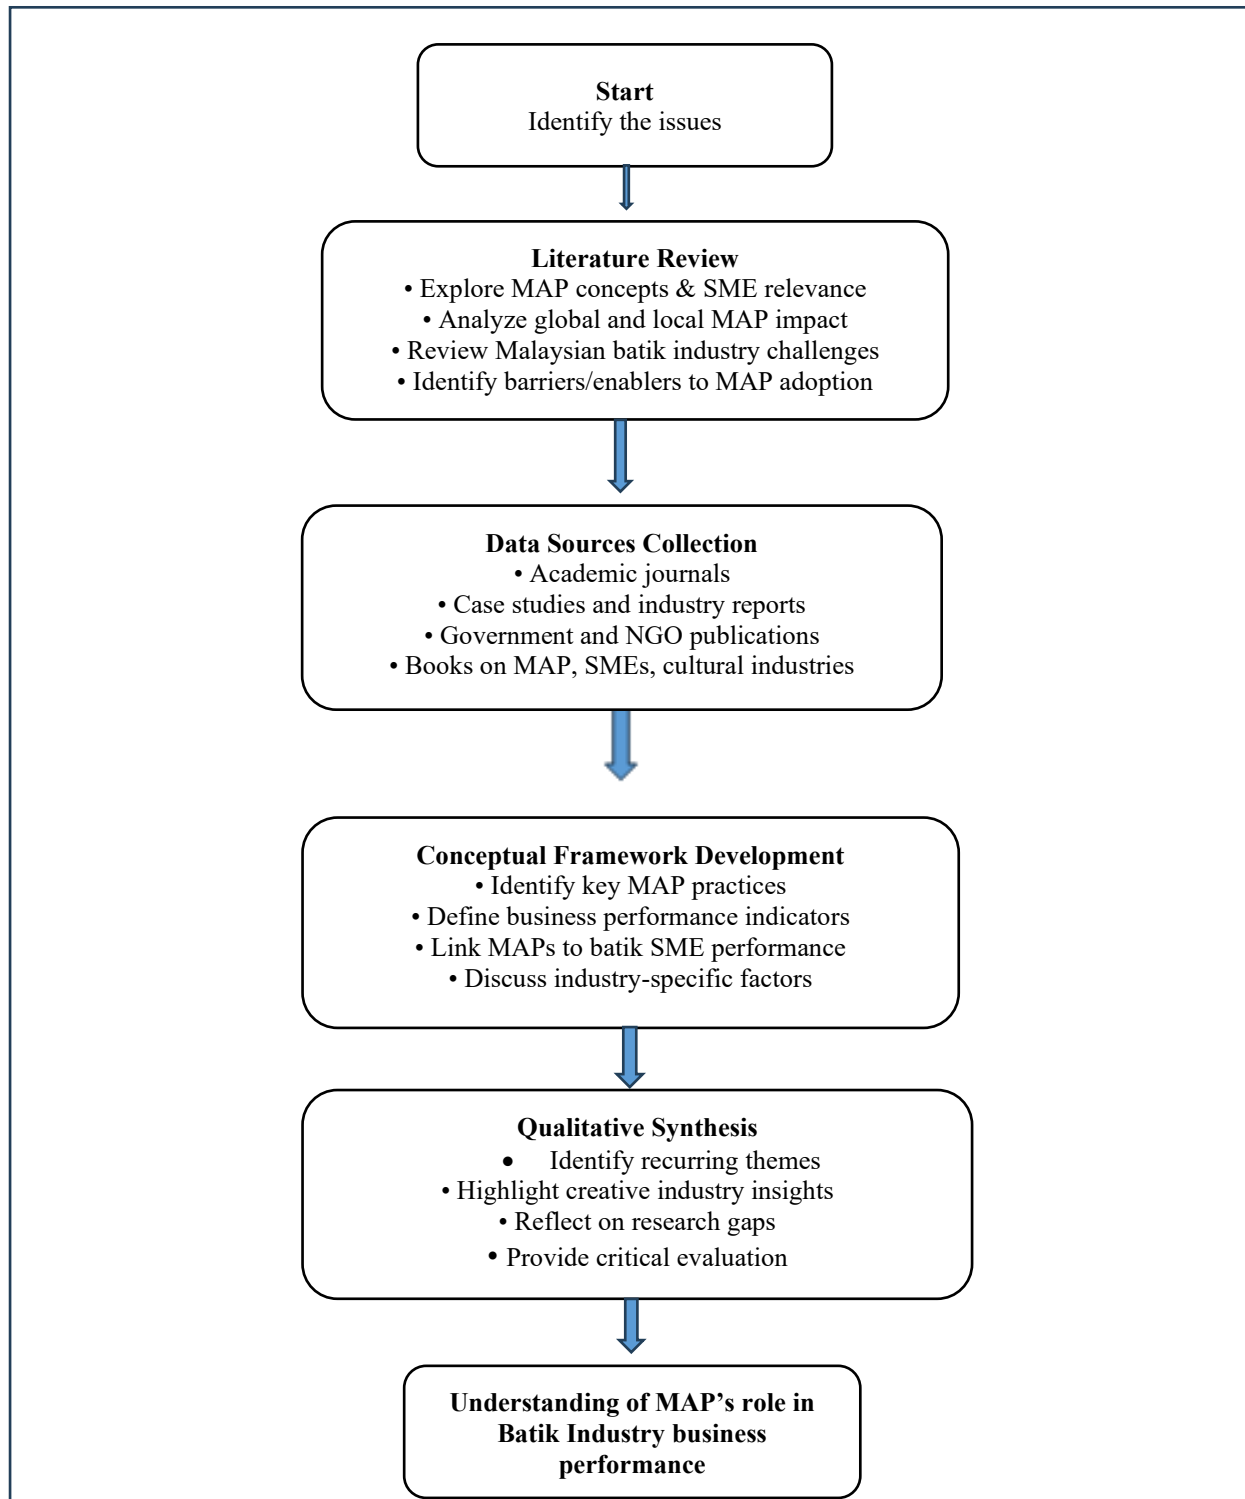 Start
Identify the issues
Literature Review
• Explore MAP concepts & SME relevance
• Analyze global and local MAP impact
• Review Malaysian batik industry challenges
• Identify barriers/enablers to MAP adoption
Data Sources Collection
• Academic journals
• Case studies and industry reports
• Government and NGO publications
• Books on MAP, SMEs, cultural industries
Conceptual Framework Development
• Identify key MAP practices
• Define business performance indicators
• Link MAPs to batik SME performance
• Discuss industry-specific factors
Qualitative Synthesis
• Identify recurring themes
• Highlight creative industry insights
• Reflect on research gaps
• Provide critical evaluation
Understanding of MAP’s role in
Batik Industry business
performance